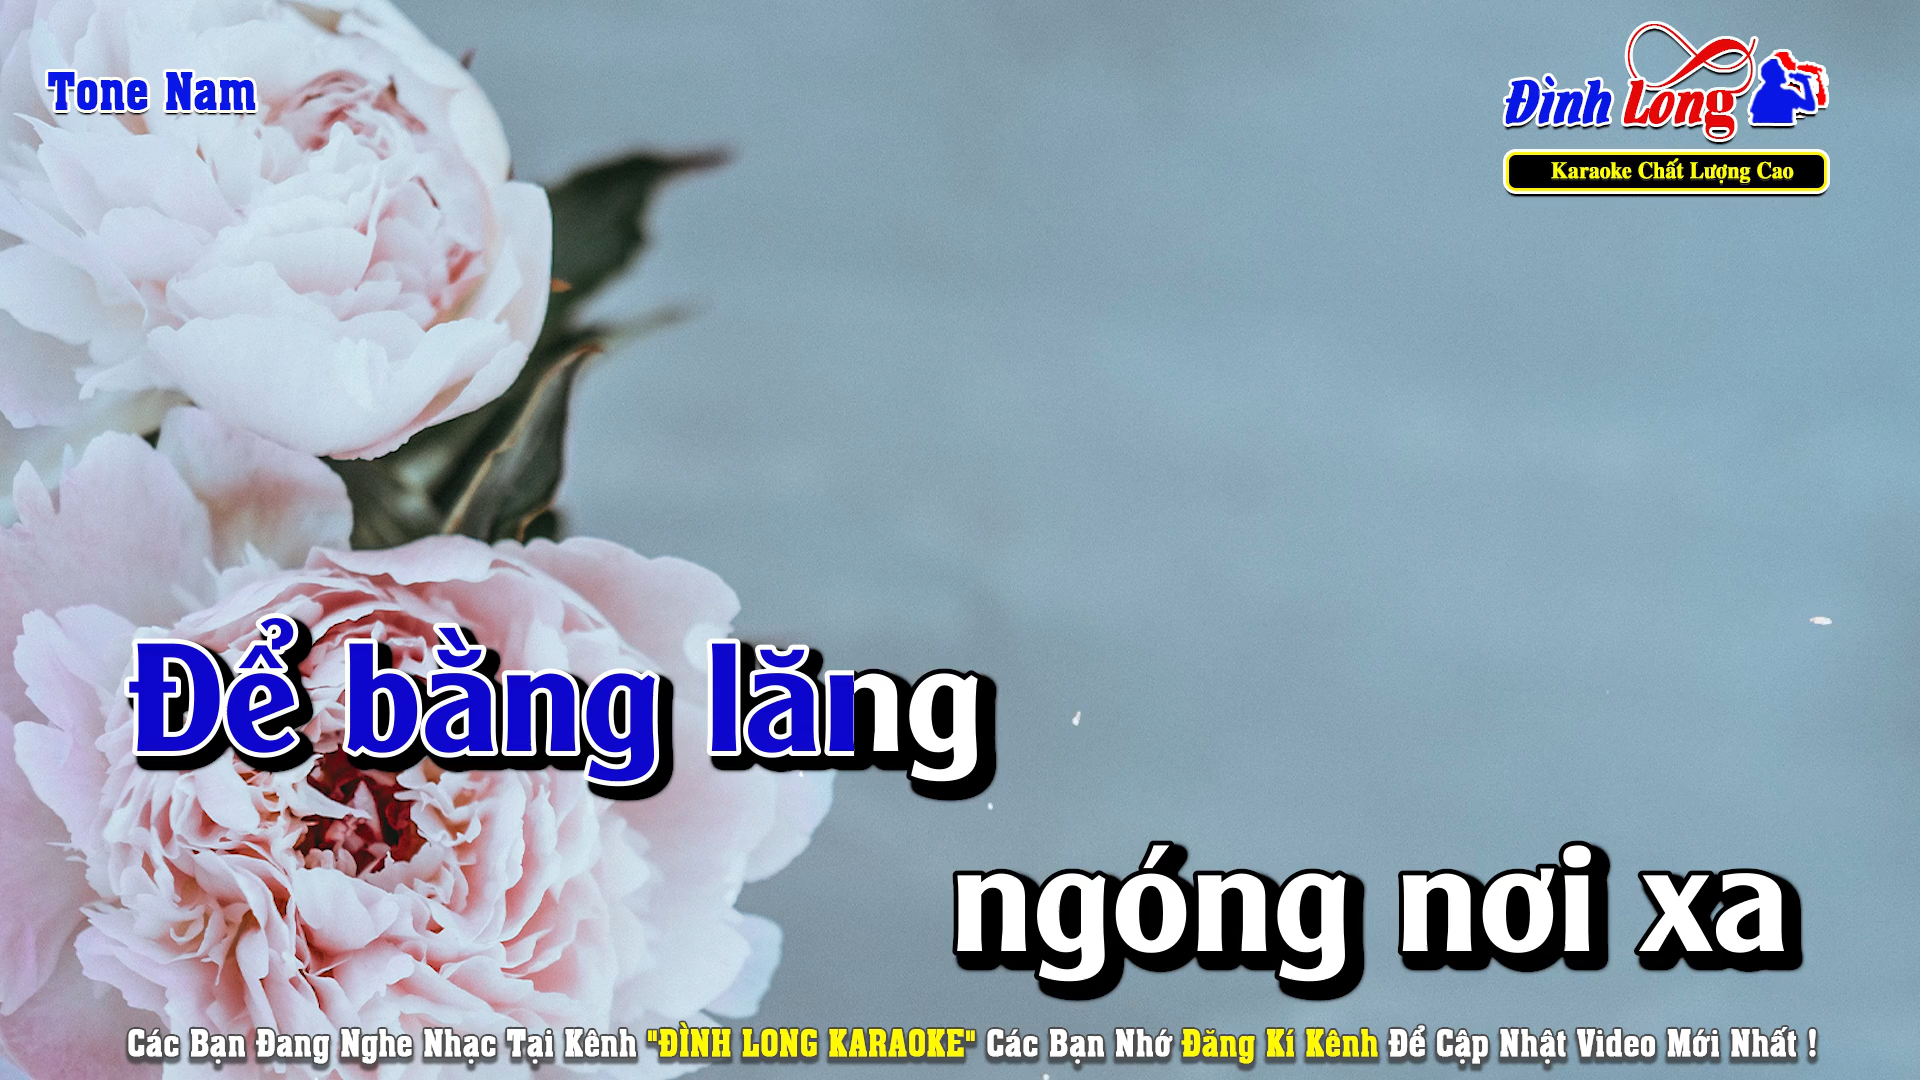 Tone Nam
Đình Long
Karaoke Chất Lượng Cao
Để bằng lăng
ngóng nơi xa
Các Bạn Đang Nghe Nhạc Tại Kênh "ĐÌNH LONG KARAOKE" Các Bạn Nhớ Đăng Kí Kênh Để Cập Nhật Video Mới Nhất !